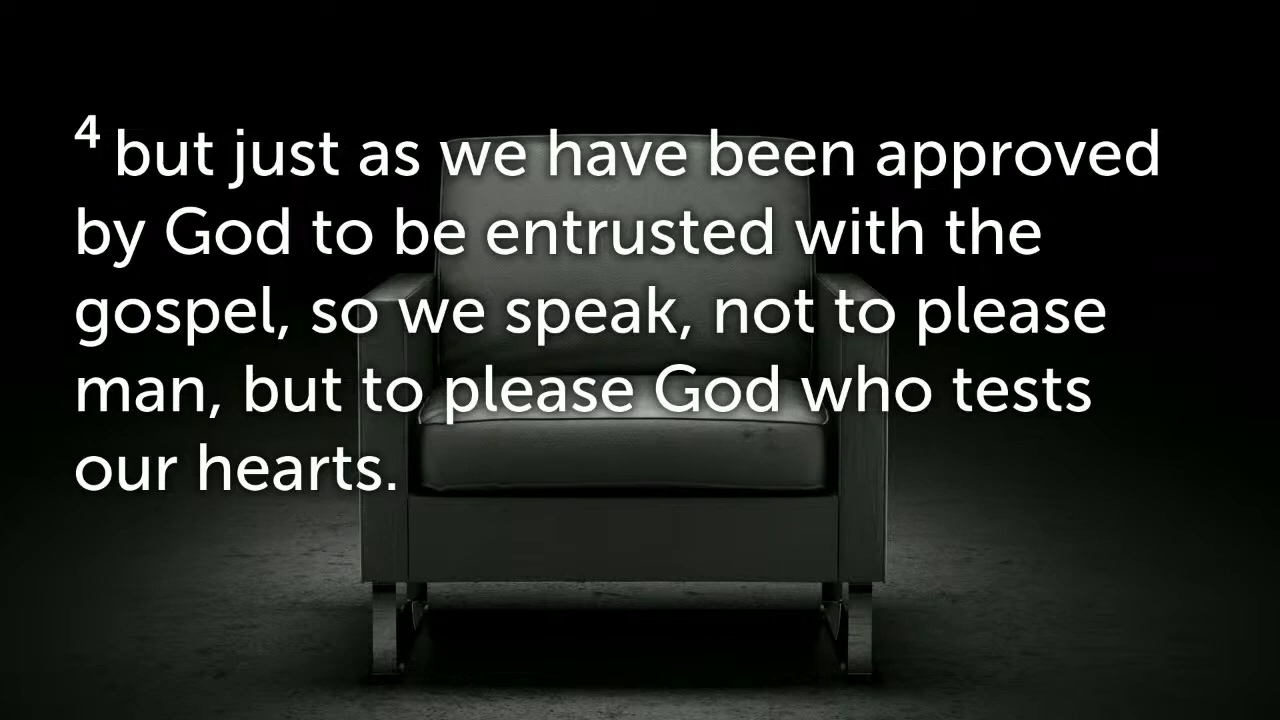 4 but just as we have been approved
by God to be entrusted with the
gospel, so we speak, not to please
man, but to please God who tests
our hearts.